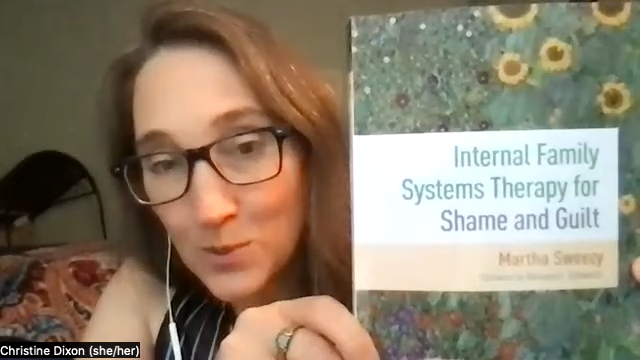 Internal Family
Systems Therapy for
Shame and Guilt
Martha Sweezy
Christine Dixon (she/her)